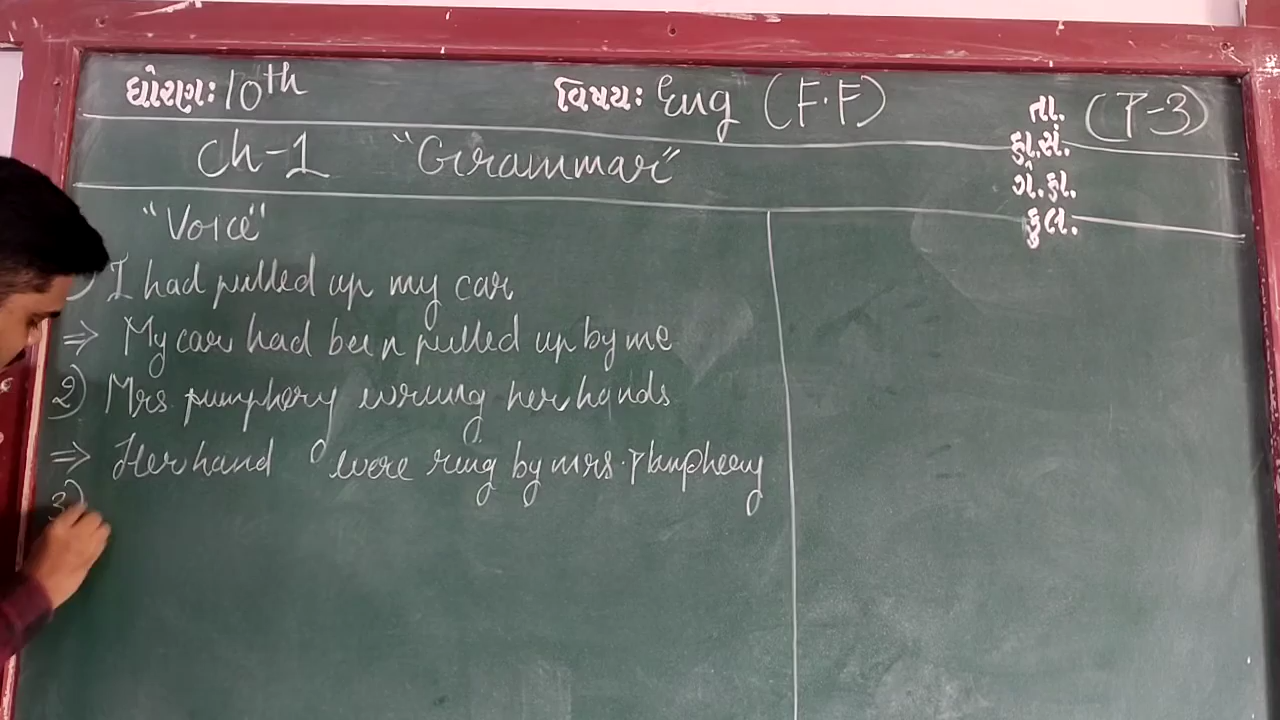 ધોરણ: 10th વિષય: Eng (F.F) તા. (P-3)
Ch-1 "Grammar" હા.સં.
ગે.હા.
"Voice" કુલ.
) I had pulled up my car
⇒ My car had been pulled up by me
2) Mrs. pumphery wrung her hands
⇒ Her hand were rung by mrs.
3)